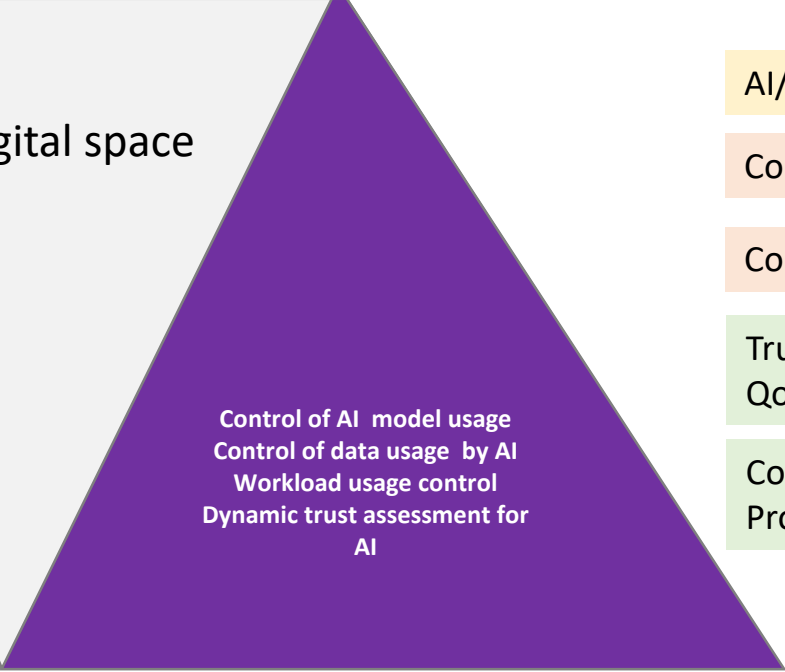 gital space
Control of AI  model usage
Control of data usage  by AI
Workload usage control
Dynamic trust assessment for
AI
AI/
Co
Co
Tru
Qo
Co
Pro